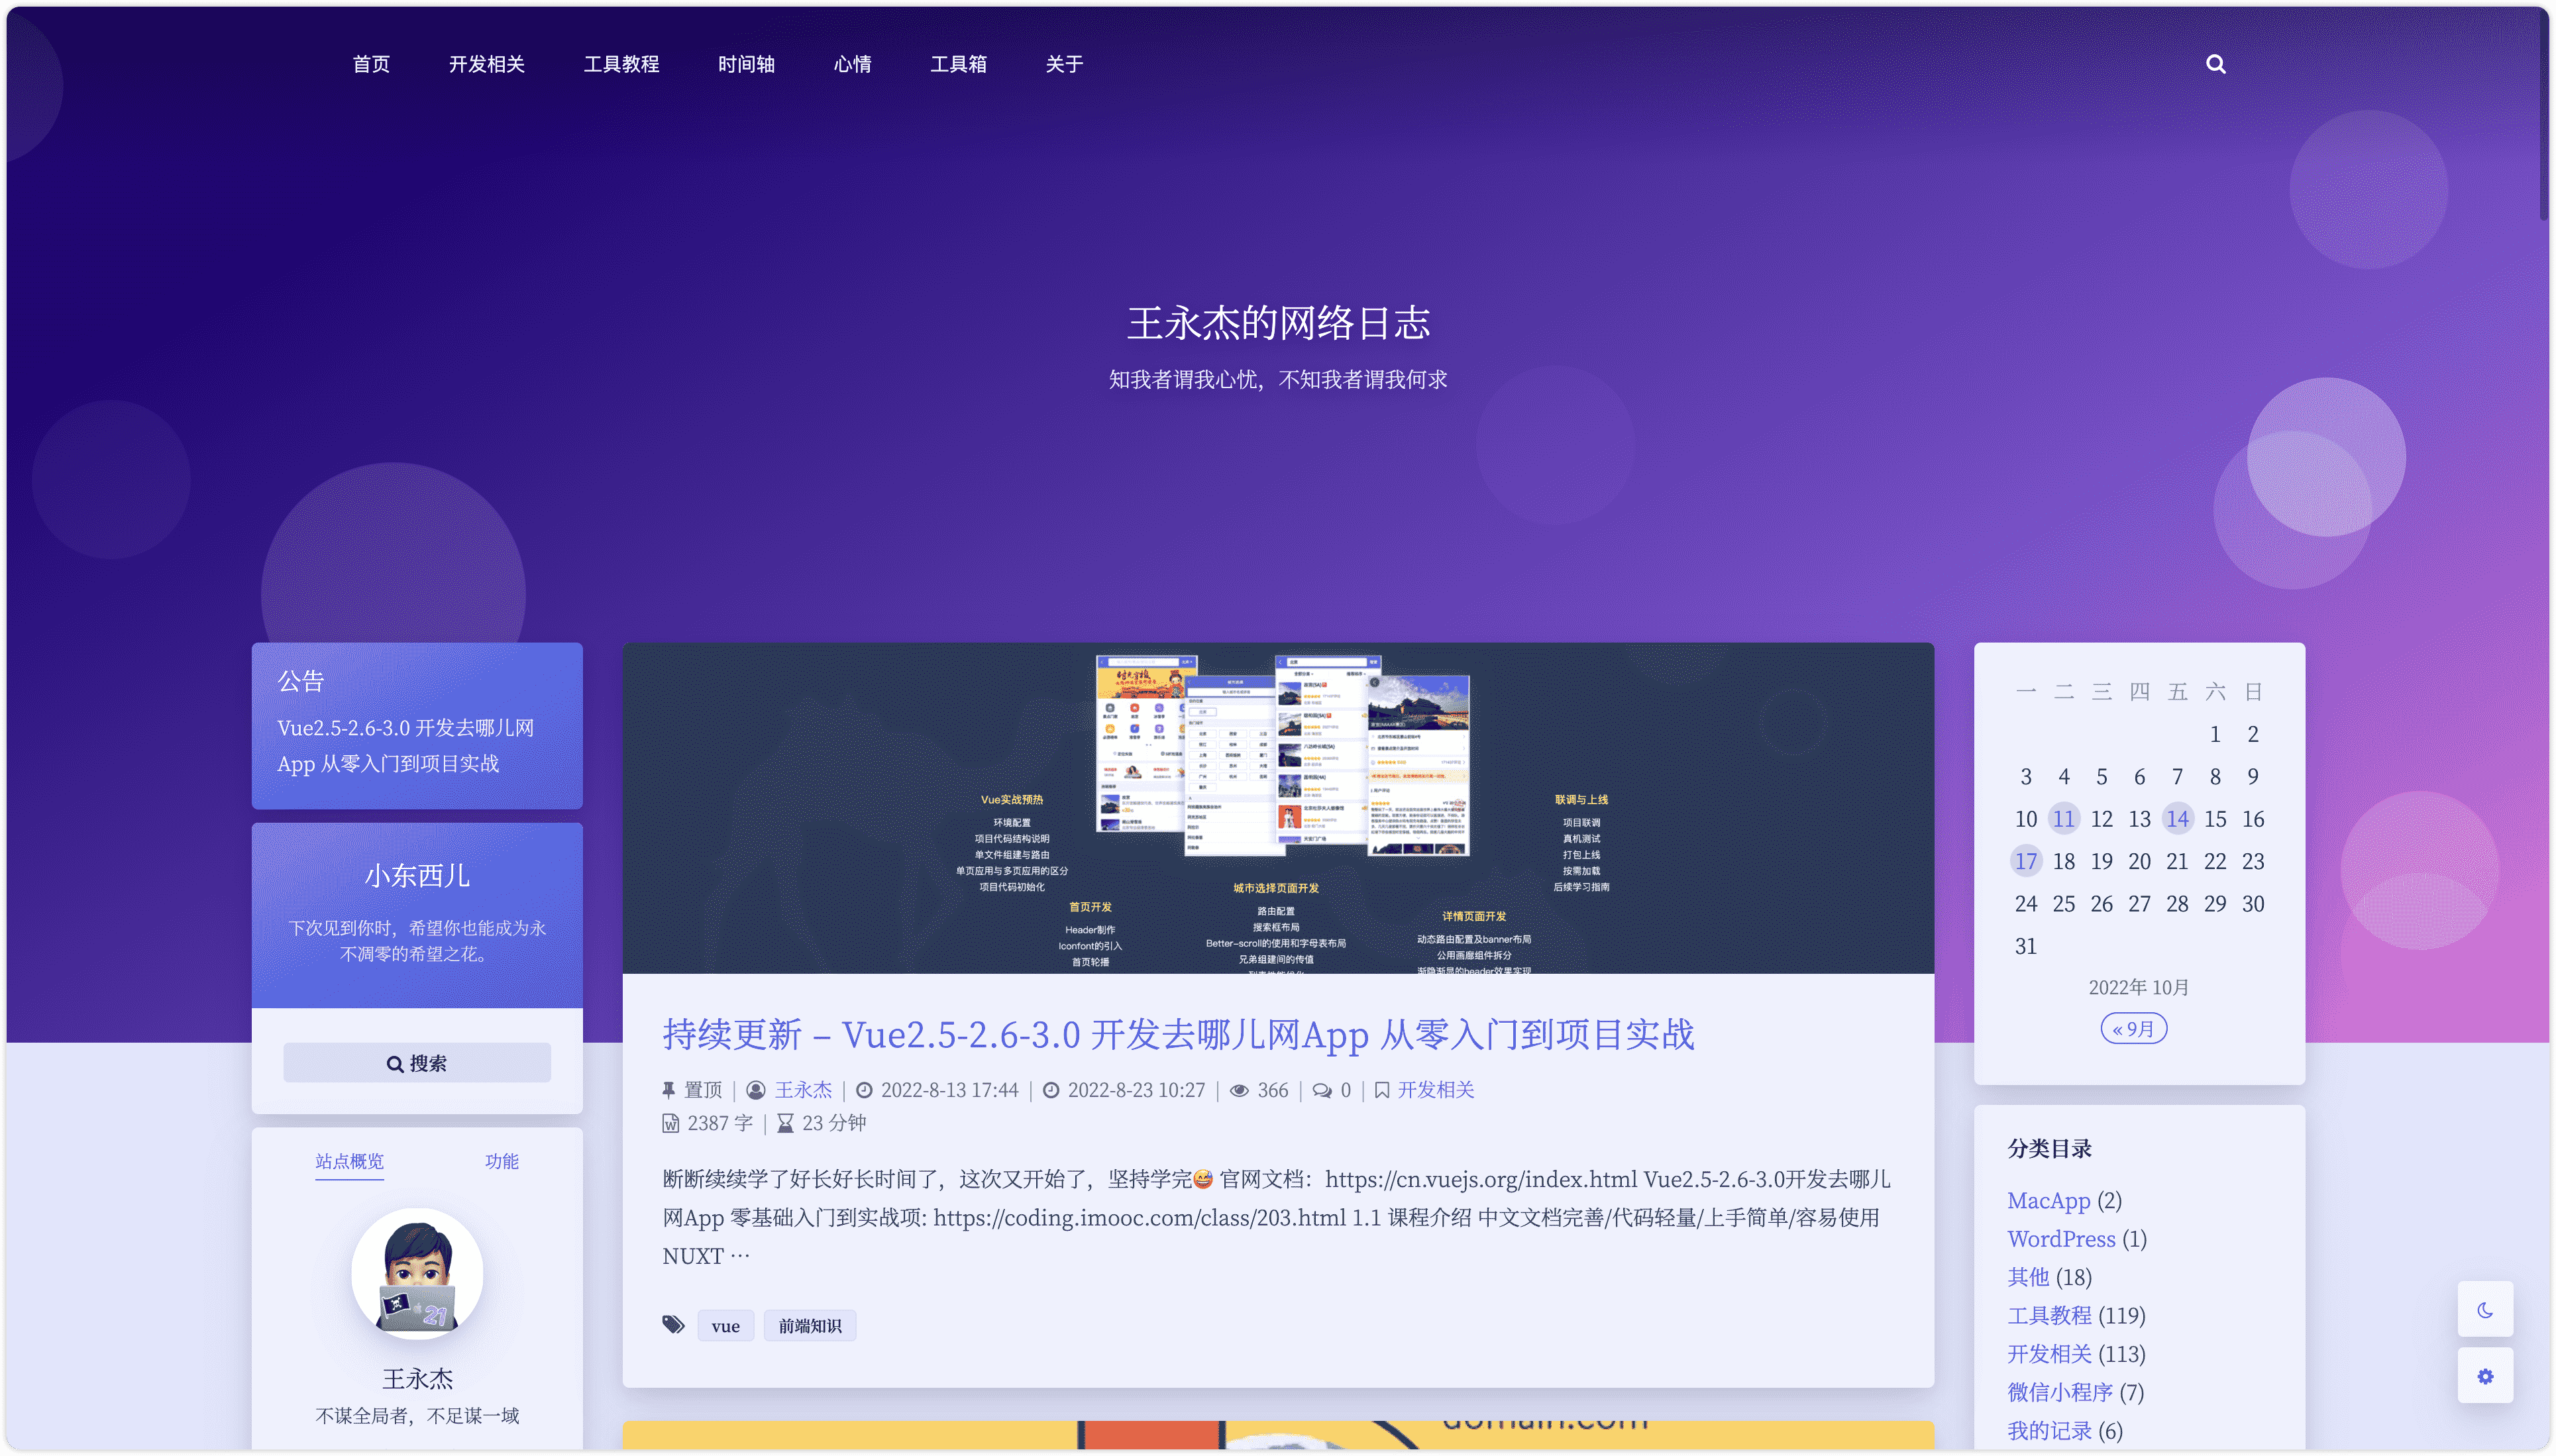 首页 开发相关 工具教程 时间轴 心情 工具箱 关于
王永杰的网络日志
知我者谓我心忧，不知我者谓我何求
公告
Vue2.5-2.6-3.0 开发去哪儿网
App 从零入门到项目实战
小东西儿
下次见到你时，希望你也能成为永
不凋零的希望之花。
搜索
站点概览 功能
21
王永杰
不谋全局者，不足谋一域
Vue实战预热
环境配置
项目代码结构说明
单文件组建与路由
单页应用与多页应用的区分
项目代码初始化
首页开发
Header制作
Iconfont的引入
首页轮播
城市选择页面开发
路由配置
搜索框布局
Better-scroll的使用和字母表布局
兄弟组建间的传值
联调与上线
项目联调
真机测试
打包上线
按需加载
后续学习指南
详情页面开发
动态路由配置及banner布局
公用画廊组件拆分
渐隐渐显的header效果实现
持续更新 – Vue2.5-2.6-3.0 开发去哪儿网App 从零入门到项目实战
置顶 | 王永杰 | 2022-8-13 17:44 | 2022-8-23 10:27 | 366 | 0 | 开发相关
2387 字 | 23 分钟
断断续续学了好长好长时间了，这次又开始了，坚持学完😅 官网文档：https://cn.vuejs.org/index.html Vue2.5-2.6-3.0开发去哪儿
网App 零基础入门到实战项: https://coding.imooc.com/class/203.html 1.1 课程介绍 中文文档完善/代码轻量/上手简单/容易使用
NUXT …
vue 前端知识
domain.com
一 二 三 四 五 六 日
1 2
3 4 5 6 7 8 9
10 11 12 13 14 15 16
17 18 19 20 21 22 23
24 25 26 27 28 29 30
31
2022年 10月
« 9月
分类目录
MacApp (2)
WordPress (1)
其他 (18)
工具教程 (119)
开发相关 (113)
微信小程序 (7)
我的记录 (6)